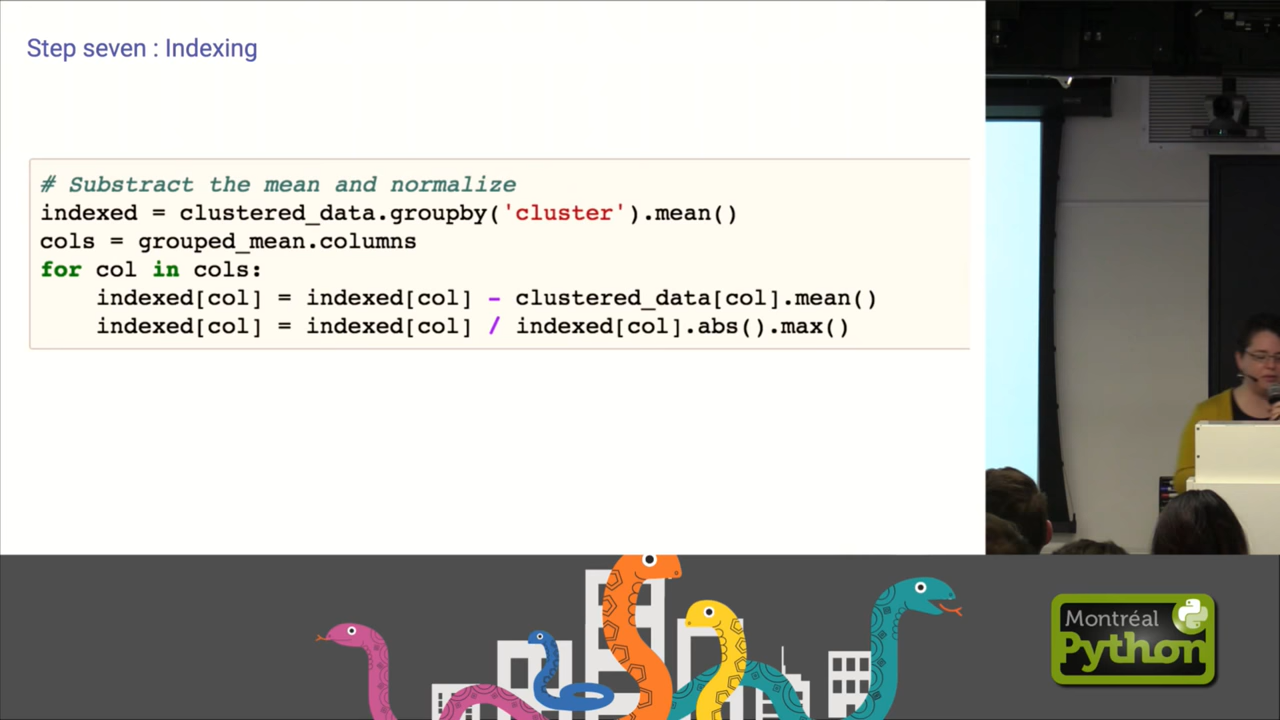 Step seven : Indexing
# Substract the mean and normalize
indexed = clustered_data.groupby('cluster').mean()
cols = grouped_mean.columns
for col in cols:
    indexed[col] = indexed[col] - clustered_data[col].mean()
    indexed[col] = indexed[col] / indexed[col].abs().max()
Montréal
Python